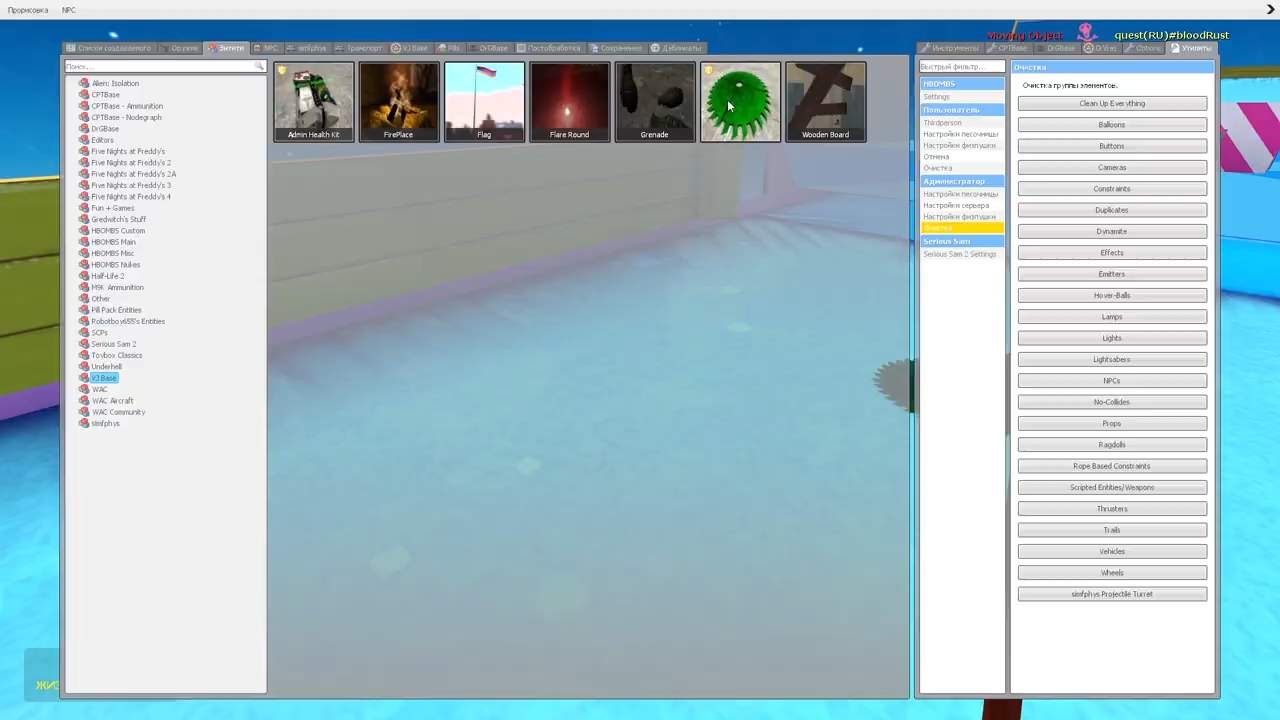 Прорисовка NPC
Moving Object quest(RU)#bloodRust
Списки создаваемого Оружие Энтити NPC simfphys Транспорт VJ Base Pills DrGBase Постобработка Сохранения Дубликаты
Инструменты CPTBase DrGBase DrVrej Options Утилиты
Поиск...
Alien: Isolation
CPTBase
CPTBase - Ammunition
CPTBase - Nodegraph
DrGBase
Editors
Five Nights at Freddy's
Five Nights at Freddy's 2
Five Nights at Freddy's 2A
Five Nights at Freddy's 3
Five Nights at Freddy's 4
Fun + Games
Gredwitch's Stuff
HBOMBS Custom
HBOMBS Main
HBOMBS Misc
HBOMBS Nukes
Half-Life 2
M9K Ammunition
Other
Pill Pack Entities
Robotboy655's Entities
SCPs
Serious Sam 2
Toybox Classics
Underhell
VJ Base
WAC
WAC Aircraft
WAC Community
simfphys
Admin Health Kit
FirePlace
Flag
Flare Round
Grenade
Wooden Board
Быстрый фильтр...
HBOMBS
Settings
Пользователь
Thirdperson
Настройки песочницы
Настройки физпушки
Отмена
Очистка
Администратор
Настройки песочницы
Настройки сервера
Настройки физпушки
Очистка
Serious Sam
Serious Sam 2 Settings
Очистка
Очистка группы элементов.
Clean Up Everything
Balloons
Buttons
Cameras
Constraints
Duplicates
Dynamite
Effects
Emitters
Hover-Balls
Lamps
Lights
Lightsabers
NPCs
No-Collides
Props
Ragdolls
Rope Based Constraints
Scripted Entities/Weapons
Thrusters
Trails
Vehicles
Wheels
simfphys Projectile Turret